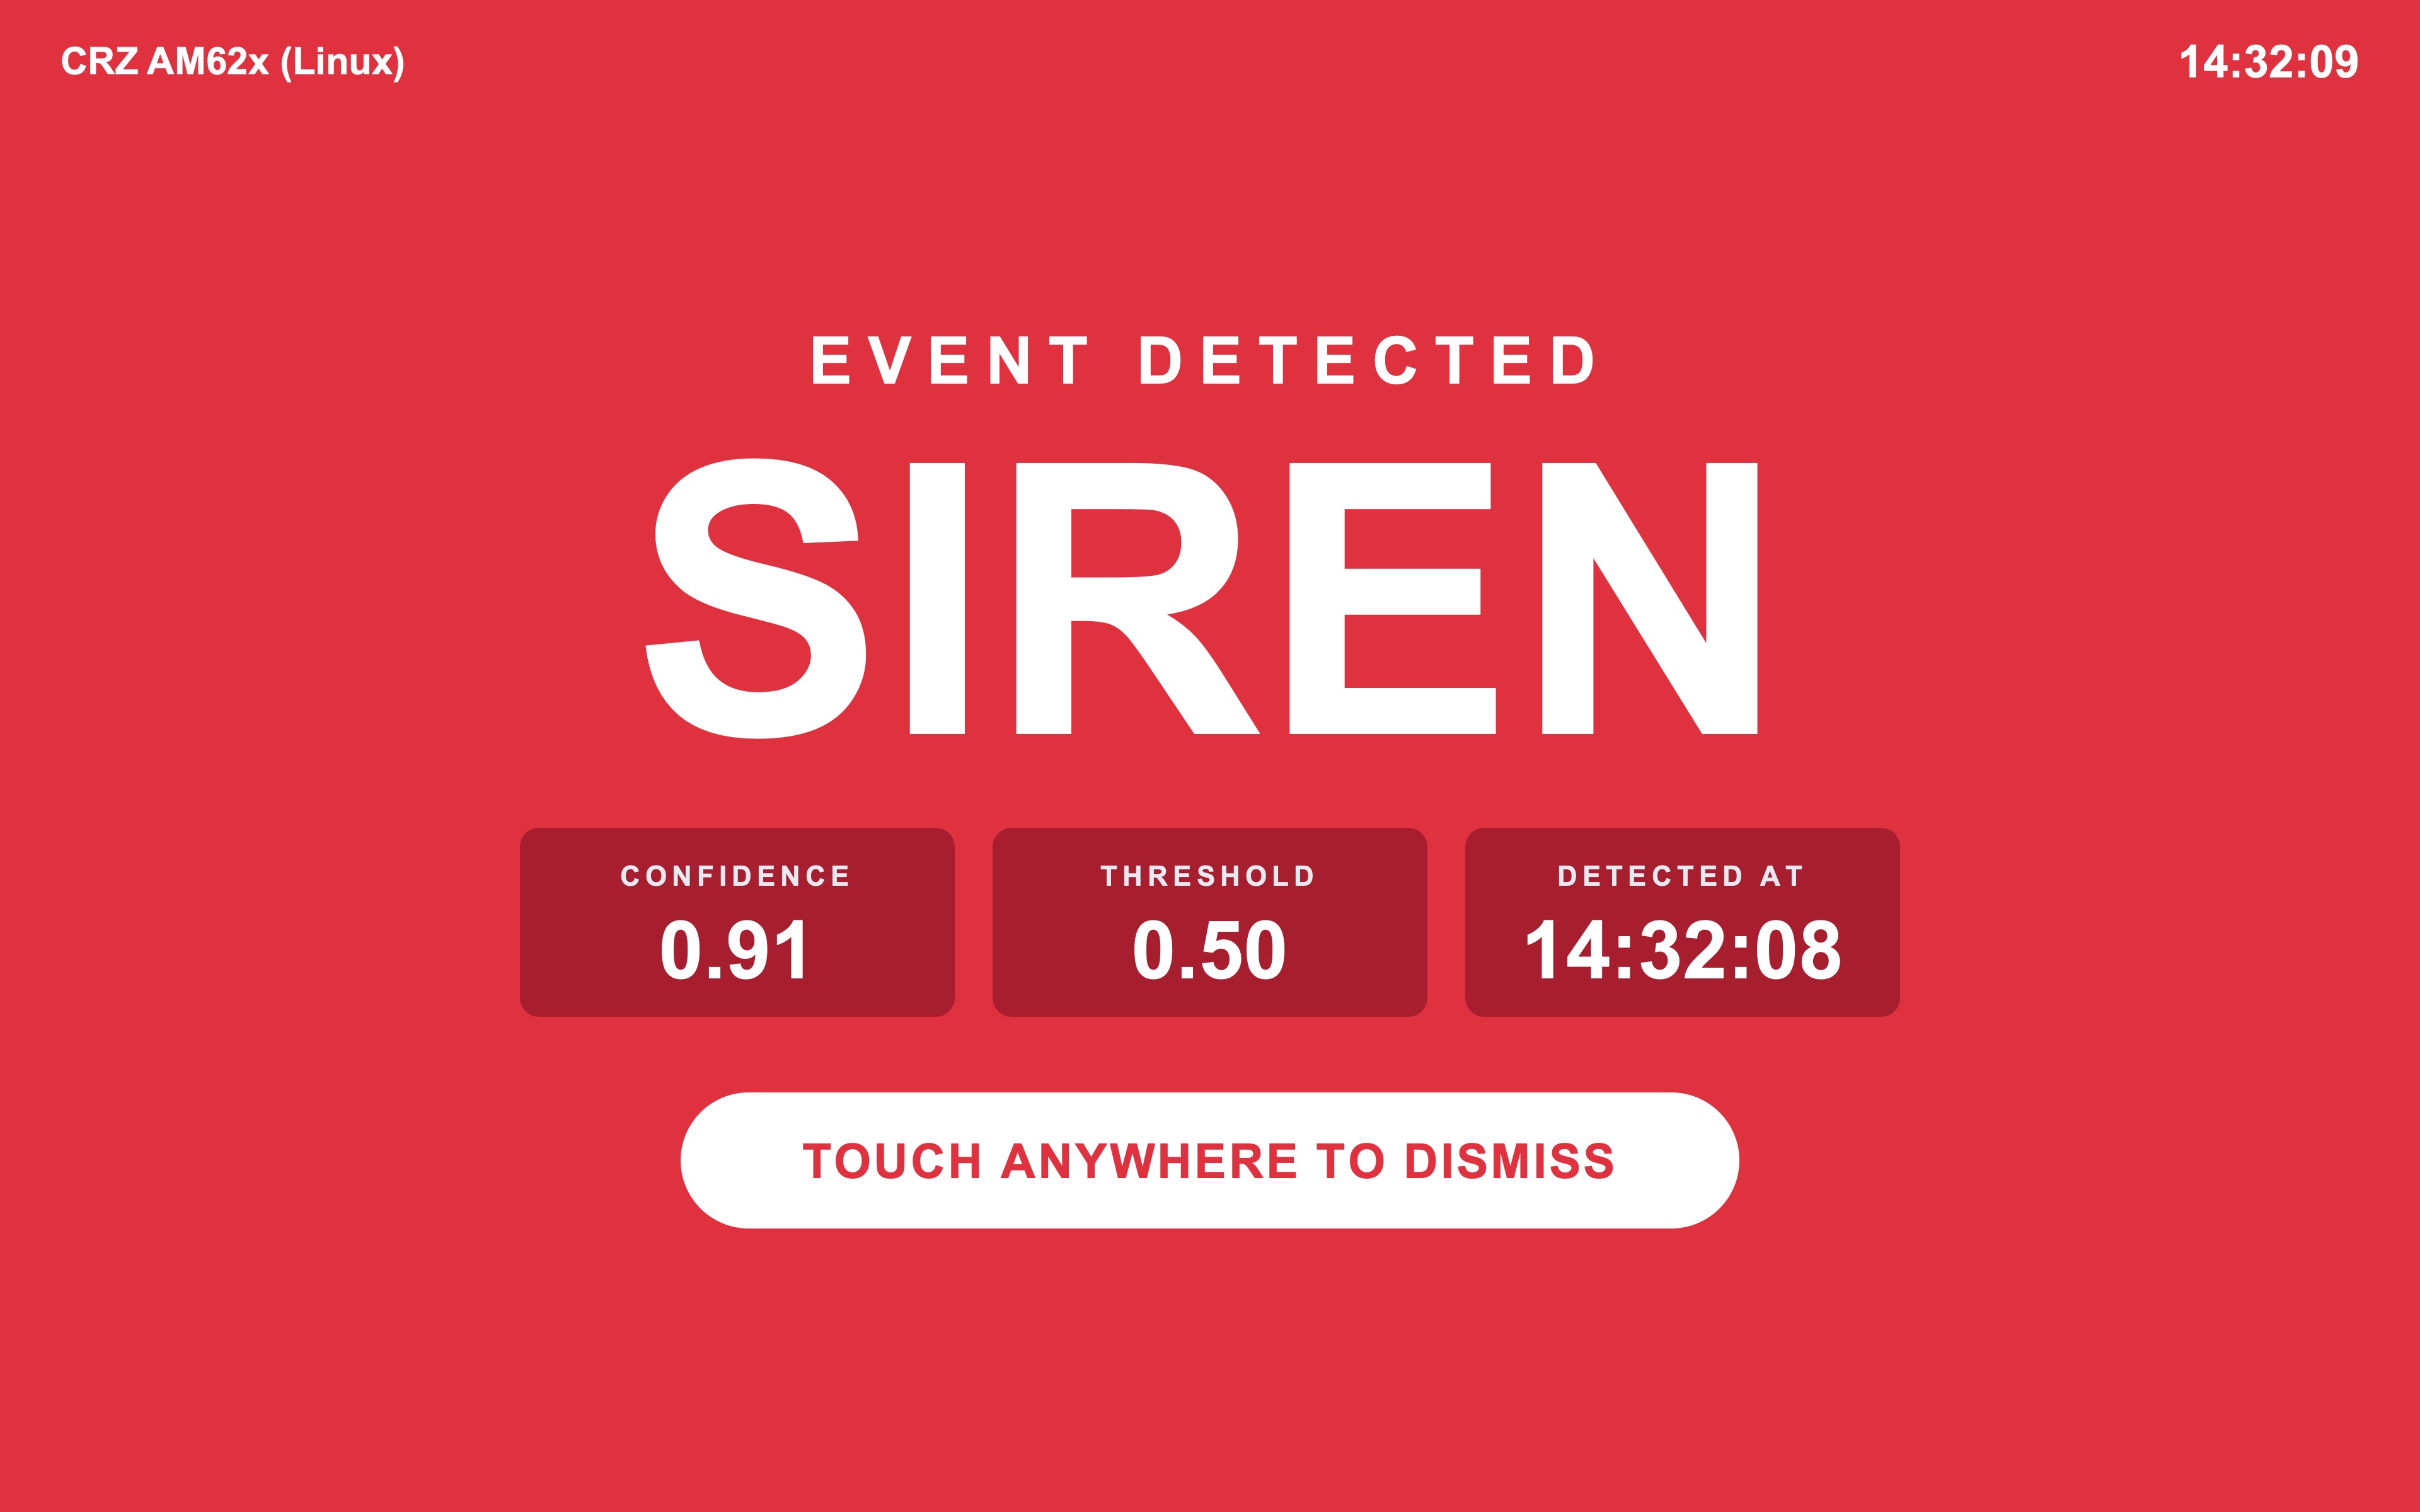 CRZ AM62x (Linux)
14:32:09
EVENT DETECTED
SIREN
CONFIDENCE
0.91
THRESHOLD
0.50
DETECTED AT
14:32:08
TOUCH ANYWHERE TO DISMISS